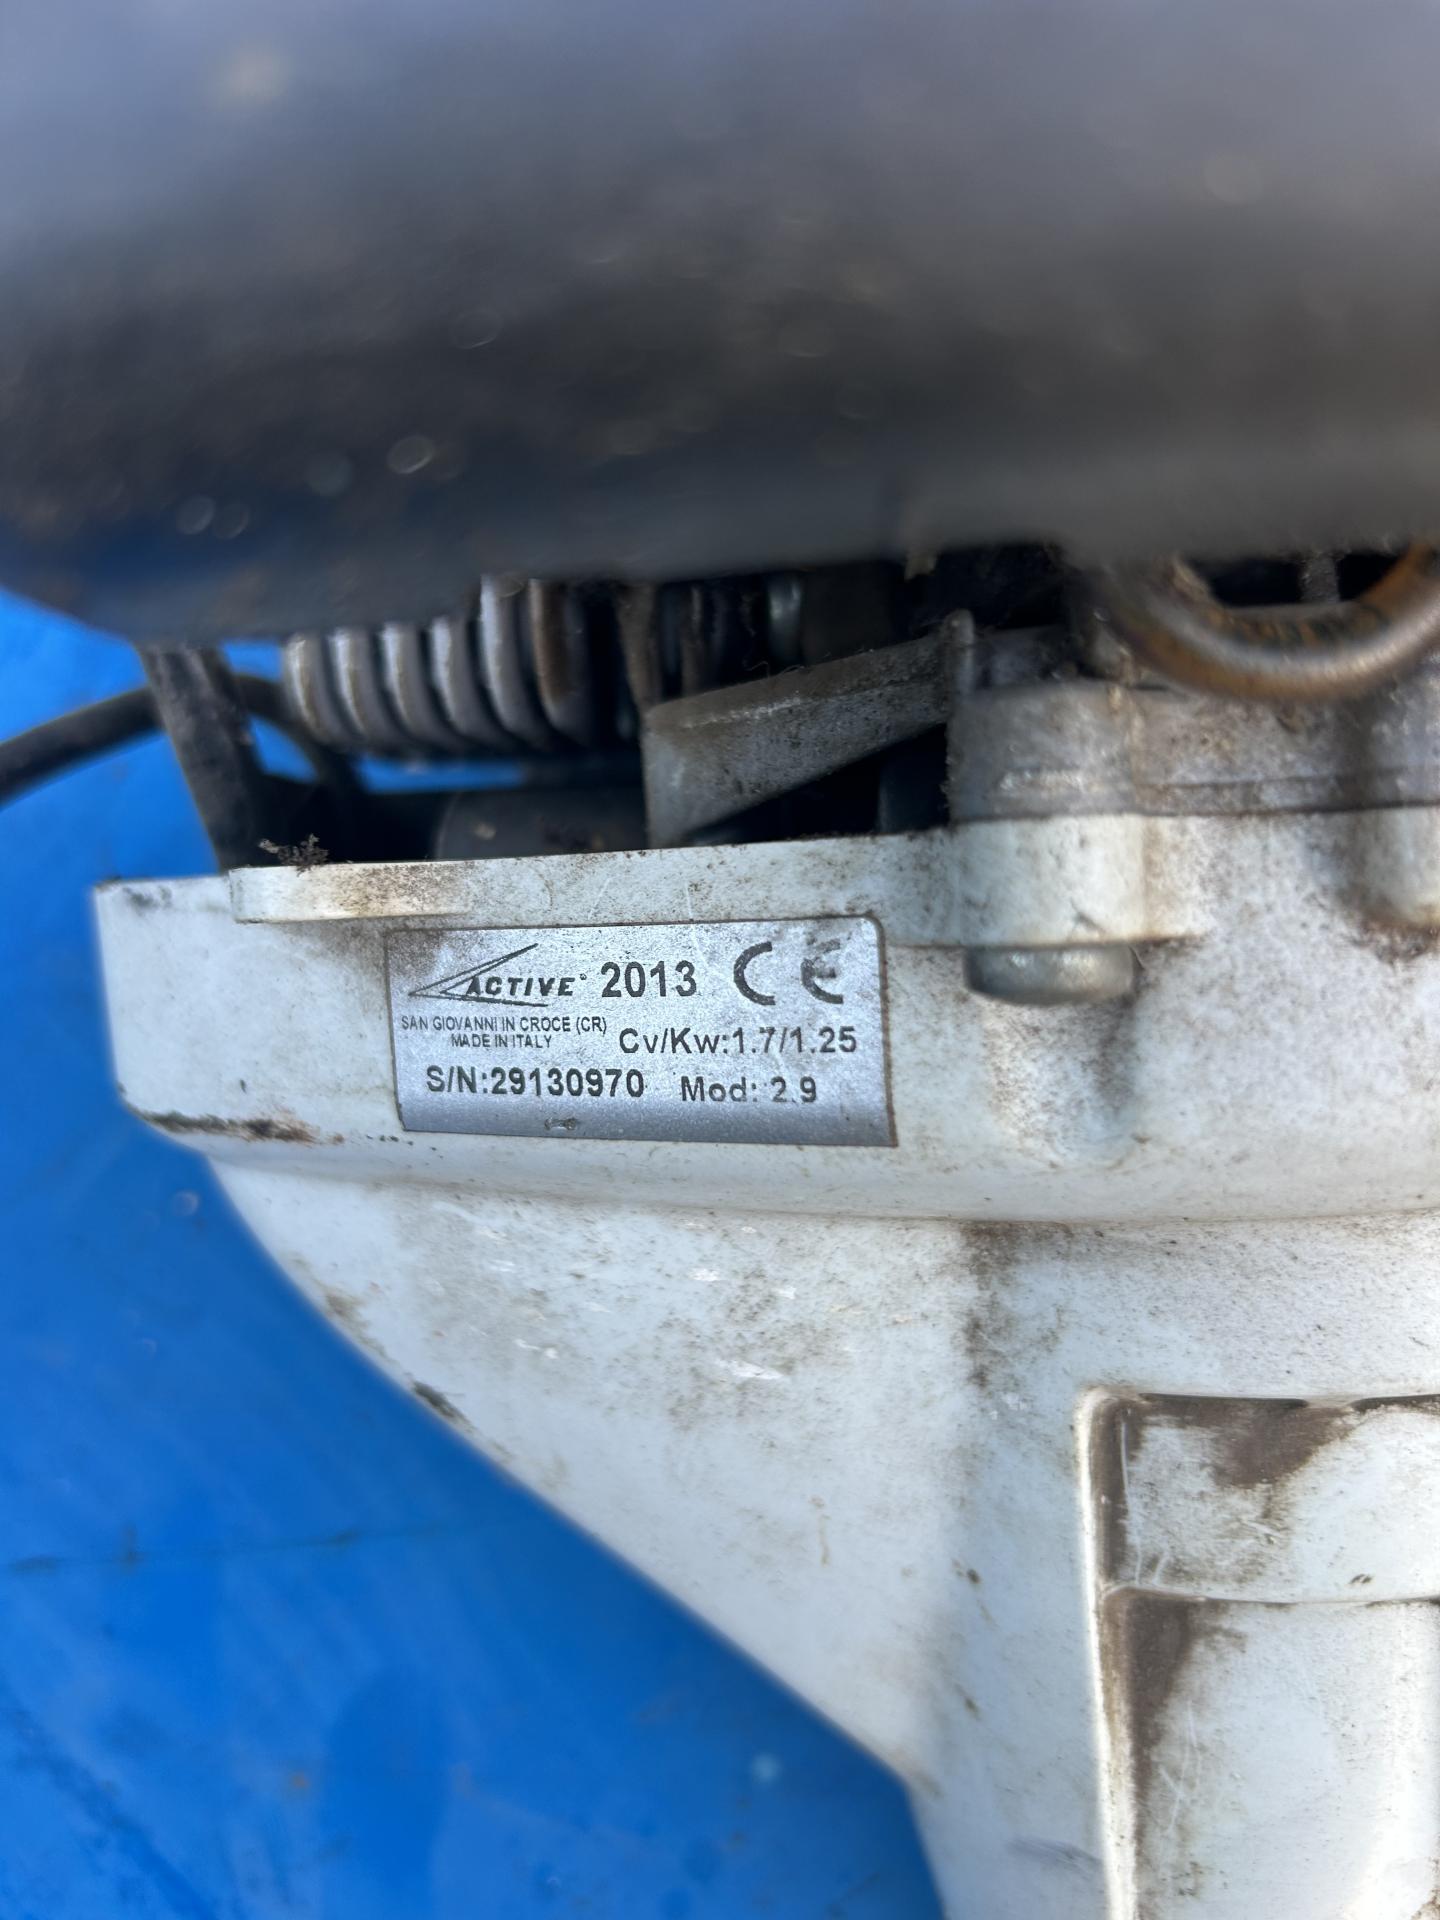 ACTIVE® 2013 CE
SAN GIOVANNI IN CROCE (CR)
MADE IN ITALY
Cv/Kw:1.7/1.25
S/N:29130970 Mod: 2.9